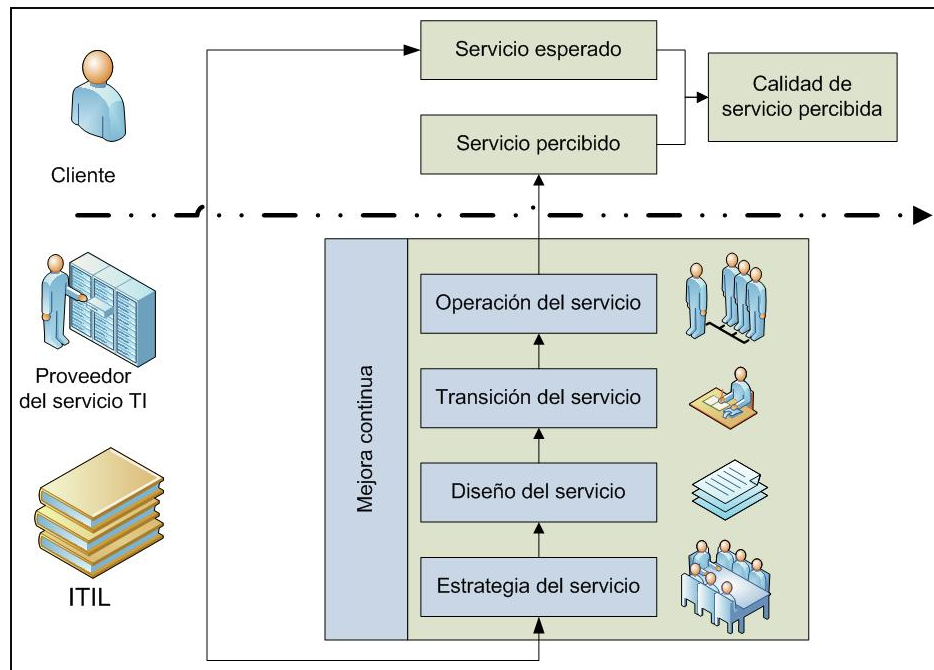 Servicio esperado
Calidad de
servicio percibida
Servicio percibido
Cliente
Operación del servicio
Proveedor
del servicio TI
Transición del servicio
Mejora continua
Diseño del servicio
Estrategia del servicio
ITIL